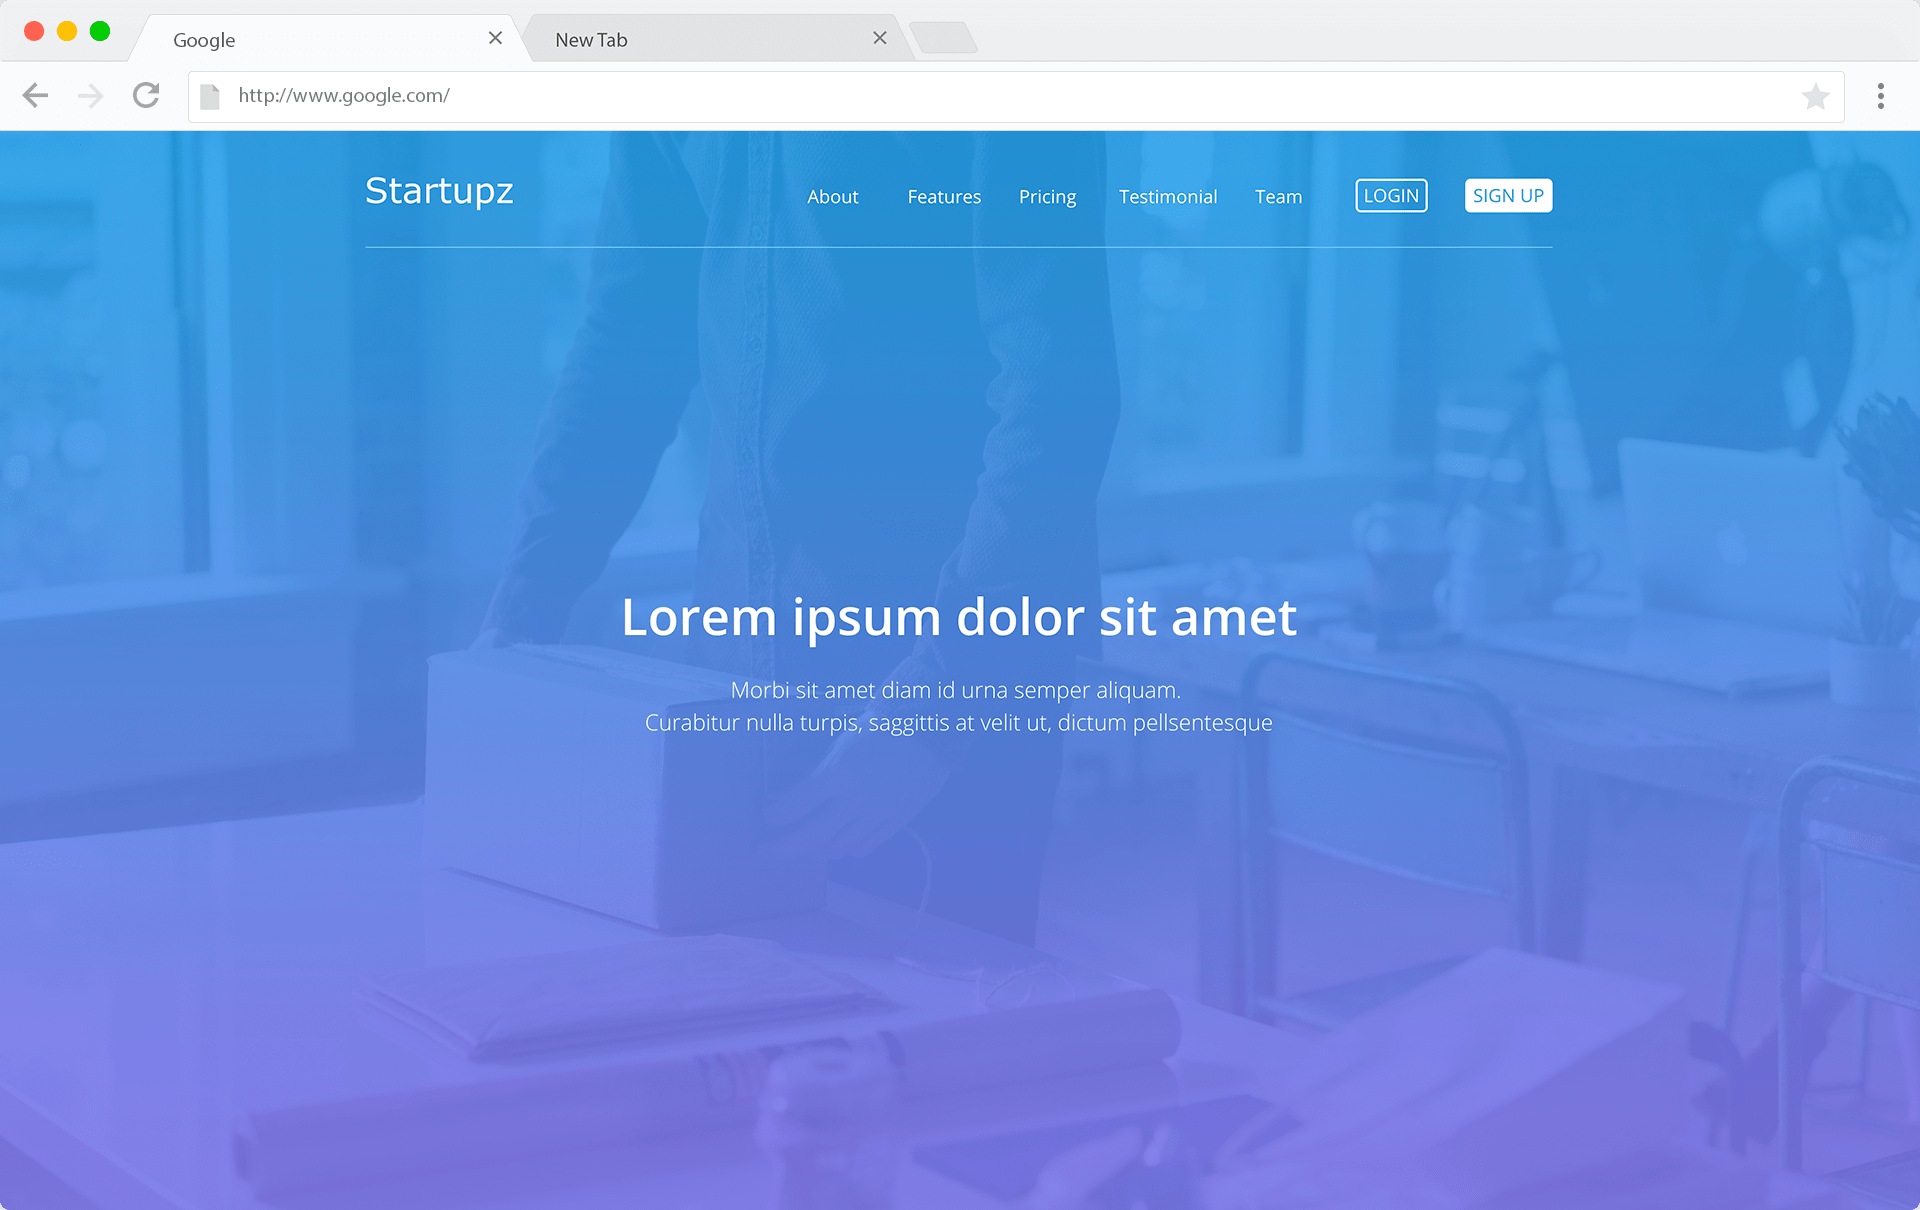 Google
New Tab
http://www.google.com/
Startupz
About Features Pricing Testimonial Team LOGIN SIGN UP
Lorem ipsum dolor sit amet
Morbi sit amet diam id urna semper aliquam.
Curabitur nulla turpis, saggittis at velit ut, dictum pellsentesque